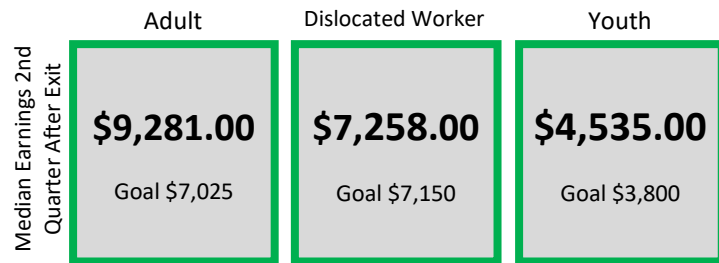 Adult
Dislocated Worker
Youth
Median Earnings 2nd
Quarter After Exit
$9,281.00
Goal $7,025
$7,258.00
Goal $7,150
$4,535.00
Goal $3,800